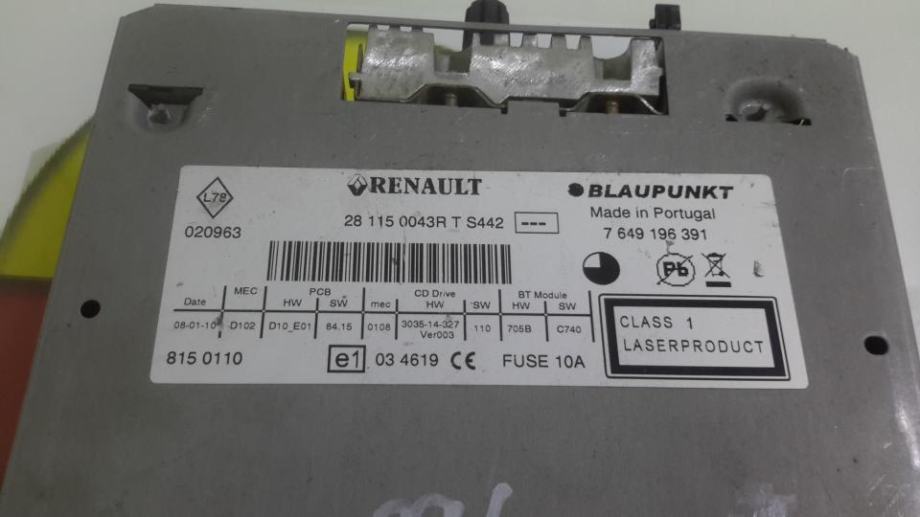 L78
RENAULT
BLAUPUNKT
020963
28 115 0043R T S442
---
Made in Portugal
7 649 196 391
Pb
Date MEC PCB HW SW CD Drive mec HW SW BT Module HW SW
08-01-10 D102 D10_E01 84.15 0108 3035-14-327 Ver003 110 705B C740
CLASS 1
LASERPRODUCT
815 0110
e1 03 4619 CE FUSE 10A